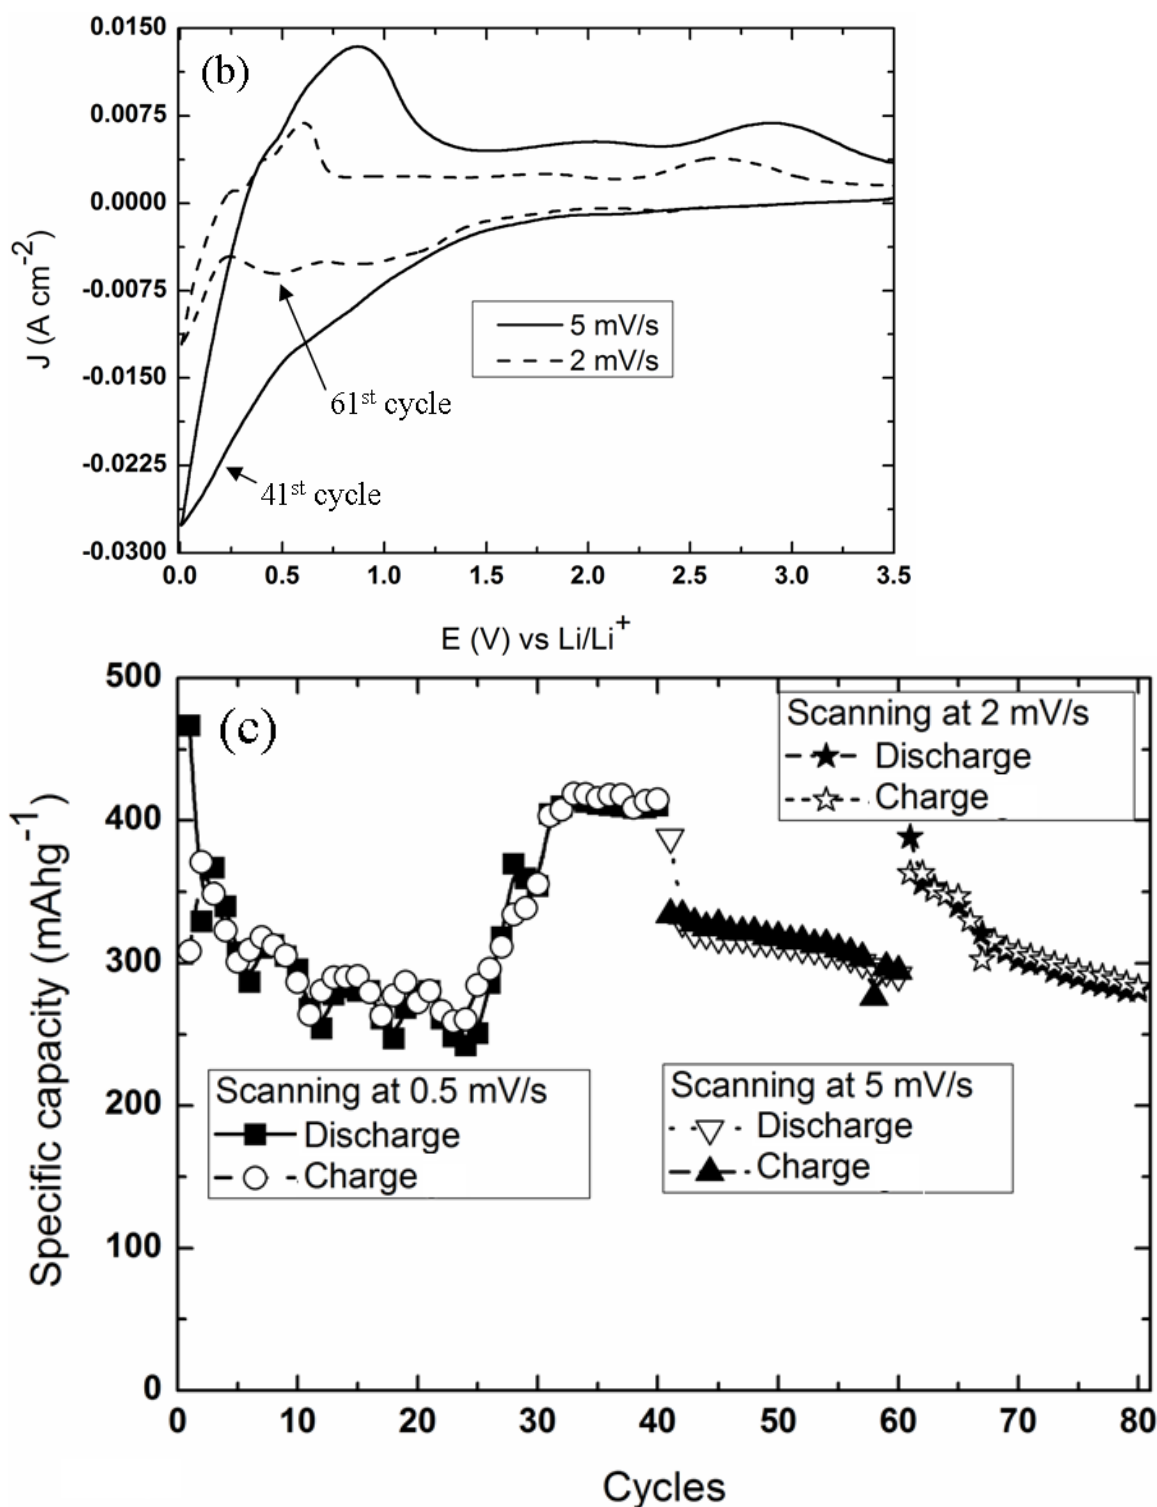 (b)
0.0150
0.0075
0.0000
-0.0075
-0.0150
-0.0225
-0.0300
J (A cm-2)
5 mV/s
2 mV/s
61st cycle
41st cycle
0.0 0.5 1.0 1.5 2.0 2.5 3.0 3.5
E (V) vs Li/Li+
(c)
500
400
300
200
100
0
Specific capacity (mAhg-1)
Scanning at 2 mV/s
Discharge
Charge
Scanning at 0.5 mV/s
Discharge
Charge
Scanning at 5 mV/s
Discharge
Charge
0 10 20 30 40 50 60 70 80
Cycles